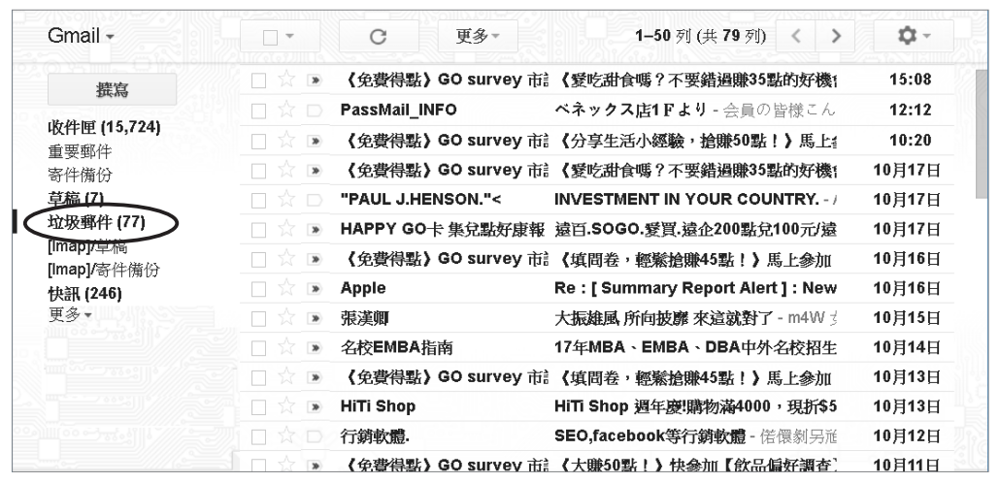 Gmail
更多
1–50 列 (共 79 列)
撰寫
收件匣 (15,724)
重要郵件
寄件備份
草稿 (7)
垃圾郵件 (77)
[Imap]/草稿
[Imap]/寄件備份
快訊 (246)
更多
《免費得點》GO survey 市 《愛吃甜食嗎？不要錯過賺35點的好機 15:08
PassMail_INFO ベネックス店1Ｆより - 会員の皆様こん 12:12
《免費得點》GO survey 市 《分享生活小經驗，搶賺50點！》馬上 10:20
《免費得點》GO survey 市 《愛吃甜食嗎？不要錯過賺35點的好機 10月17日
"PAUL J.HENSON."< INVESTMENT IN YOUR COUNTRY. - 10月17日
HAPPY GO卡 集兌點好康報 遠百.SOGO.愛買.遠企200點兌100元/遠 10月17日
《免費得點》GO survey 市 《填問卷，輕鬆搶賺45點！》馬上參加 10月16日
Apple Re : [ Summary Report Alert ] : New 10月16日
張漢卿 大振雄風 所向披靡 來這就對了 - m4W 10月15日
名校EMBA指南 17年MBA、EMBA、DBA中外名校招生 10月14日
《免費得點》GO survey 市 《填問卷，輕鬆搶賺45點！》馬上參加 10月13日
HiTi Shop HiTi Shop 週年慶!購物滿4000，現折$5 10月13日
行銷軟體. SEO,facebook等行銷軟體 - 10月12日
《免費得點》GO survey 市 《大賺50點！》快參加【飲品偏好調查】 10月11日